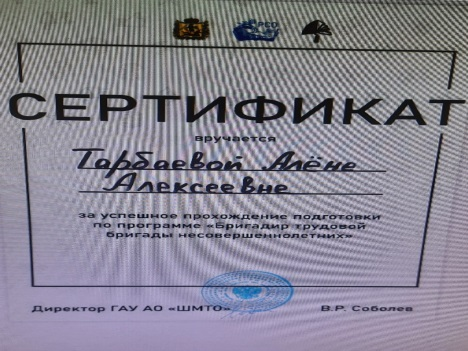 СЕРТИФИКАТ
вручается
Тарбаевой Алёне
Алексеевне
за успешное прохождение подготовки
по программе «Бригадир трудовой
бригады несовершеннолетних»
Директор ГАУ АО «ШМТО» В.Р. Соболев